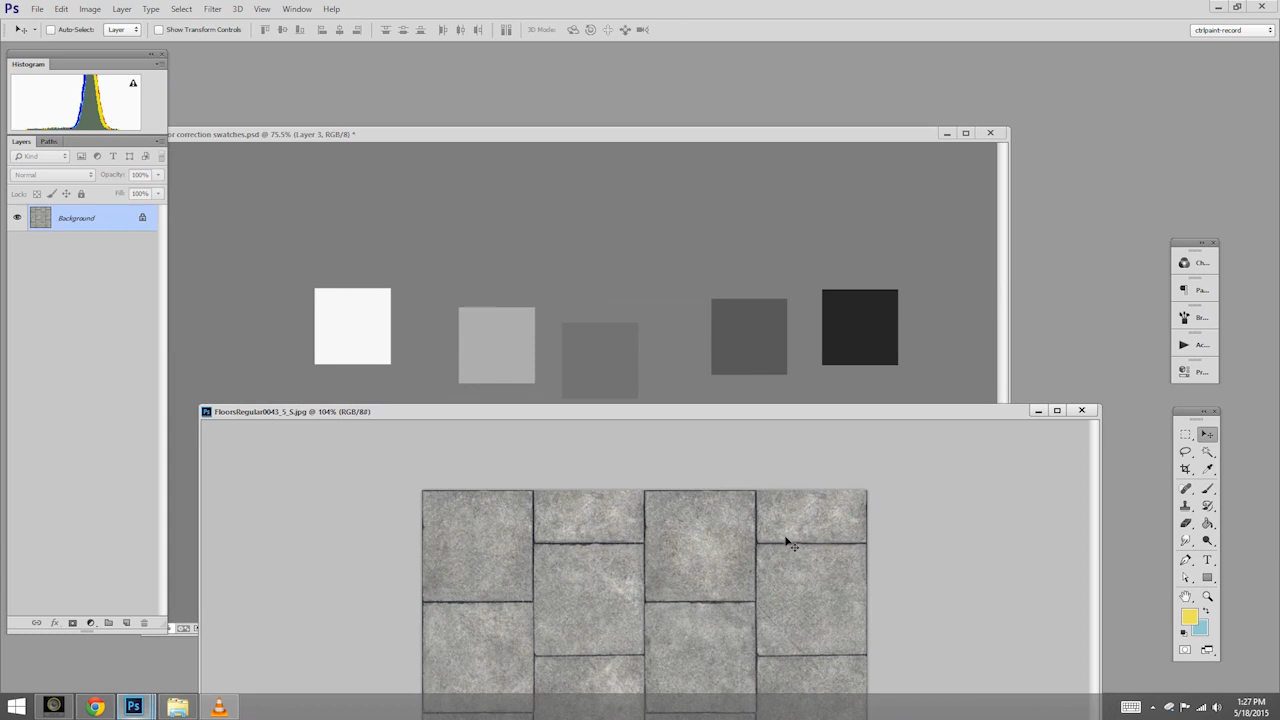 Ps File Edit Image Layer Type Select Filter 3D View Window Help
Auto-Select: Layer Show Transform Controls 3D Mode: ctrlpaint-record
Histogram
or correction swatches.psd @ 75.5% (Layer 3, RGB/8) *
Layers Paths
Kind
Normal Opacity: 100%
Lock: Fill: 100%
Background
Ch...
Pa...
Br...
Ac...
Pr...
Ps FloorsRegular0043_5_S.jpg @ 104% (RGB/8#)
fx
Ps
1:27 PM
5/18/2015